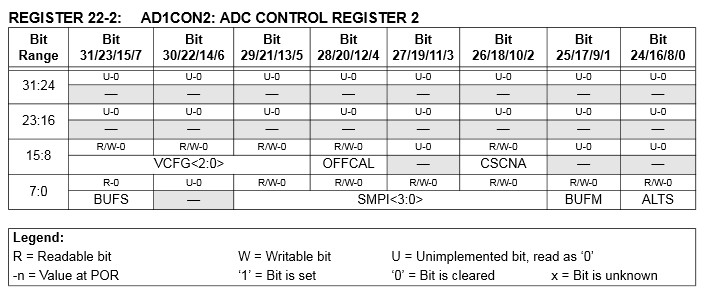 REGISTER 22-2: AD1CON2: ADC CONTROL REGISTER 2
Bit Range Bit 31/23/15/7 Bit 30/22/14/6 Bit 29/21/13/5 Bit 28/20/12/4 Bit 27/19/11/3 Bit 26/18/10/2 Bit 25/17/9/1 Bit 24/16/8/0
31:24 U-0 U-0 U-0 U-0 U-0 U-0 U-0 U-0
— — — — — — — —
23:16 U-0 U-0 U-0 U-0 U-0 U-0 U-0 U-0
— — — — — — — —
15:8 R/W-0 R/W-0 R/W-0 R/W-0 U-0 R/W-0 U-0 U-0
VCFG<2:0> OFFCAL — CSCNA — —
7:0 R-0 U-0 R/W-0 R/W-0 R/W-0 R/W-0 R/W-0 R/W-0
BUFS — SMPI<3:0> BUFM ALTS
Legend:
R = Readable bit W = Writable bit U = Unimplemented bit, read as ‘0’
-n = Value at POR ‘1’ = Bit is set ‘0’ = Bit is cleared x = Bit is unknown